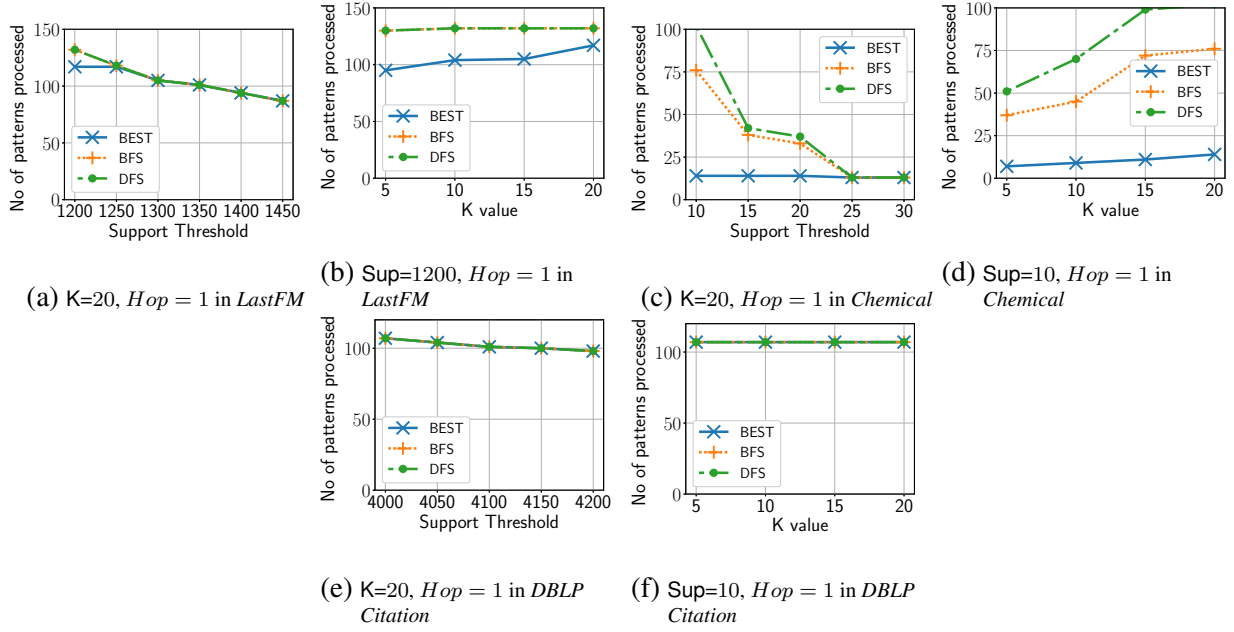 150
100
50
0
No of patterns processed
BEST
BFS
DFS
1200 1250 1300 1350 1400 1450
Support Threshold
(a) K=20, Hop = 1 in LastFM
150
100
50
0
No of patterns processed
BEST
BFS
DFS
5 10 15 20
K value
(b) Sup=1200, Hop = 1 in
LastFM
100
75
50
25
0
No of patterns processed
BEST
BFS
DFS
10 15 20 25 30
Support Threshold
(c) K=20, Hop = 1 in Chemical
100
75
50
25
0
No of patterns processed
BEST
BFS
DFS
5 10 15 20
K value
(d) Sup=10, Hop = 1 in
Chemical
100
50
0
No of patterns processed
BEST
BFS
DFS
4000 4050 4100 4150 4200
Support Threshold
(e) K=20, Hop = 1 in DBLP
Citation
100
50
0
No of patterns processed
BEST
BFS
DFS
5 10 15 20
K value
(f) Sup=10, Hop = 1 in DBLP
Citation